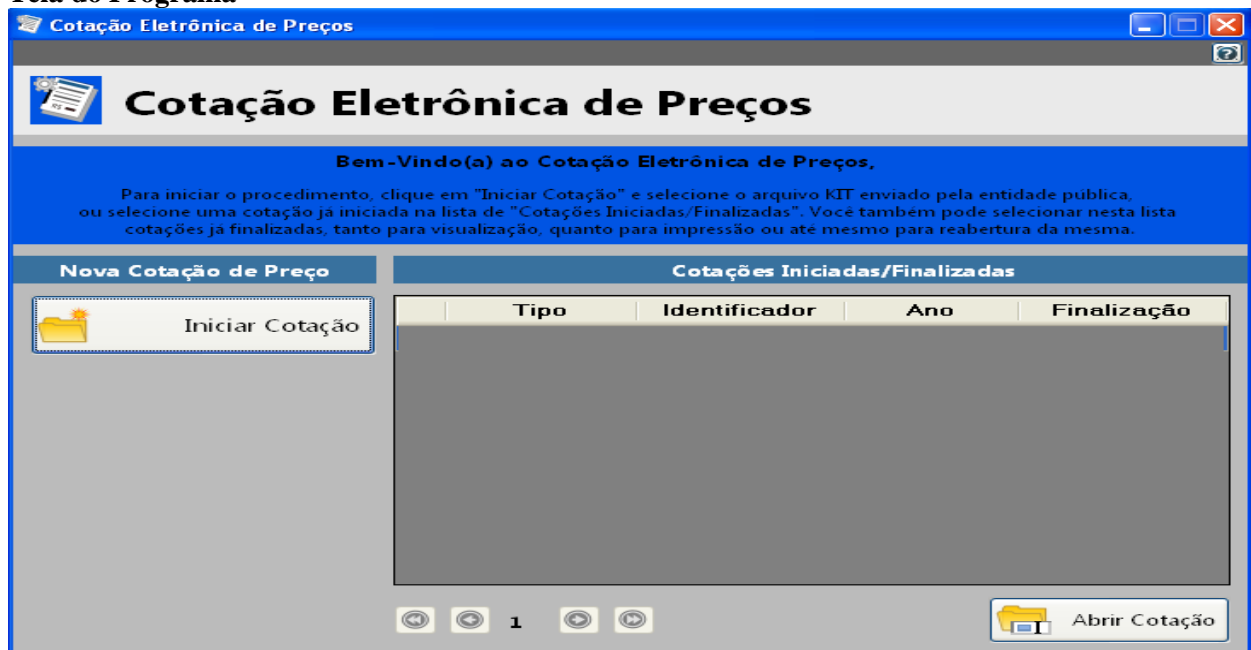 Tela do Programa
Cotação Eletrônica de Preços
Cotação Eletrônica de Preços
Bem-Vindo(a) ao Cotação Eletrônica de Preços,
Para iniciar o procedimento, clique em "Iniciar Cotação" e selecione o arquivo KIT enviado pela entidade pública,
ou selecione uma cotação já iniciada na lista de "Cotações Iniciadas/Finalizadas". Você também pode selecionar nesta lista
cotações já finalizadas, tanto para visualização, quanto para impressão ou até mesmo para reabertura da mesma.
Nova Cotação de Preço
Cotações Iniciadas/Finalizadas
Iniciar Cotação
Tipo Identificador Ano Finalização
1
Abrir Cotação